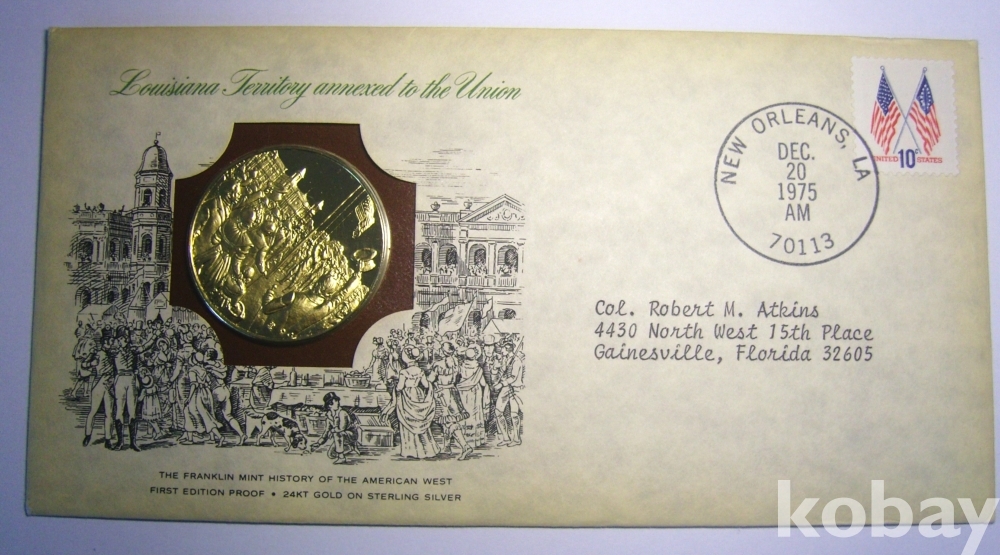 Louisiana Territory annexed to the Union
NEW ORLEANS, LA
DEC.
20
1975
AM
70113
UNITED 10c STATES
Col. Robert M. Atkins
4430 North West 15th Place
Gainesville, Florida 32605
THE FRANKLIN MINT HISTORY OF THE AMERICAN WEST
FIRST EDITION PROOF • 24KT GOLD ON STERLING SILVER
kobay